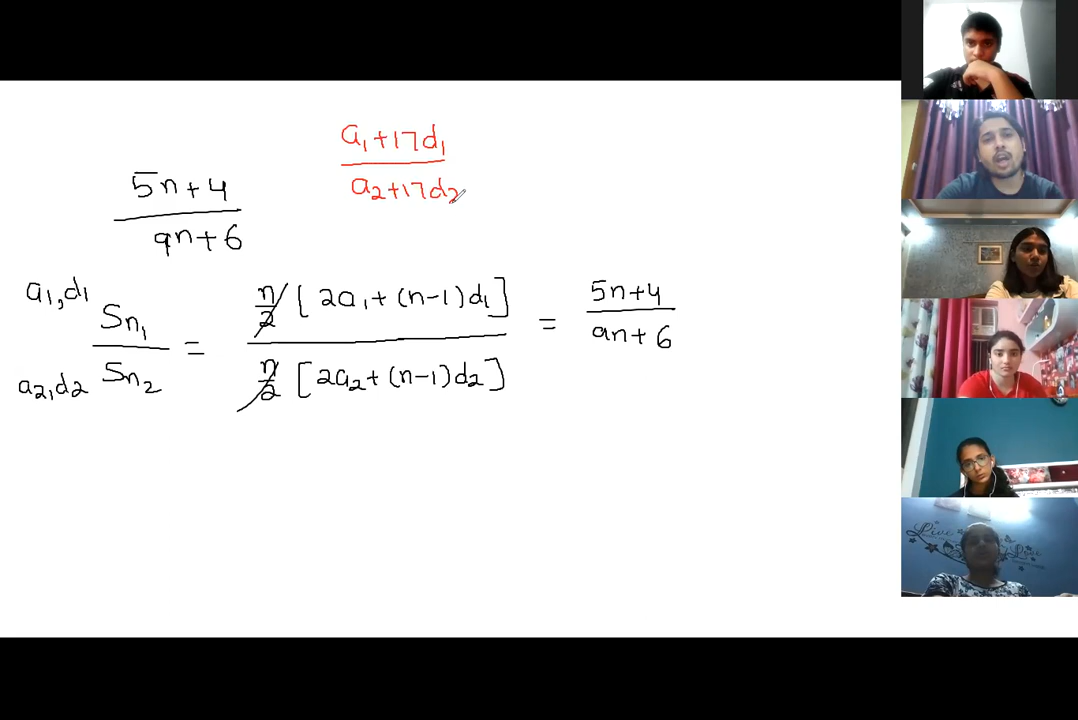 a₁+17d₁
a₂+17d₂
5n+4
9n+6
a₁,d₁
Sn₁
a₂,d₂ Sn₂
=
n/2 [ 2a₁ + (n-1)d₁ ]
n/2 [ 2a₂ + (n-1)d₂ ]
=
5n+4
9n+6
Live
Love